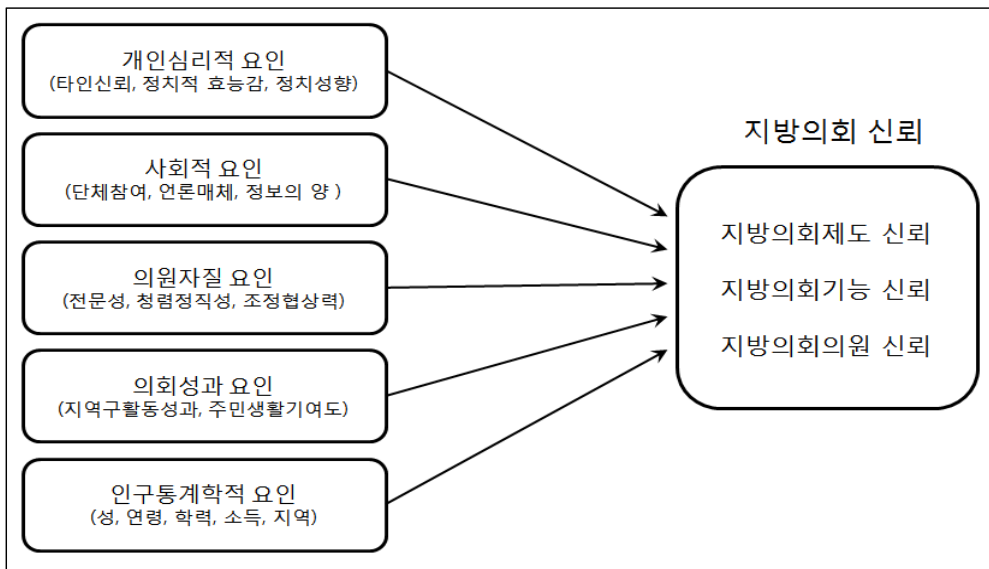 개인심리적 요인
(타인신뢰, 정치적 효능감, 정치성향)
사회적 요인
(단체참여, 언론매체, 정보의 양 )
의원자질 요인
(전문성, 청렴정직성, 조정협상력)
의회성과 요인
(지역구활동성과, 주민생활기여도)
인구통계학적 요인
(성, 연령, 학력, 소득, 지역)
지방의회 신뢰
지방의회제도 신뢰
지방의회기능 신뢰
지방의회의원 신뢰